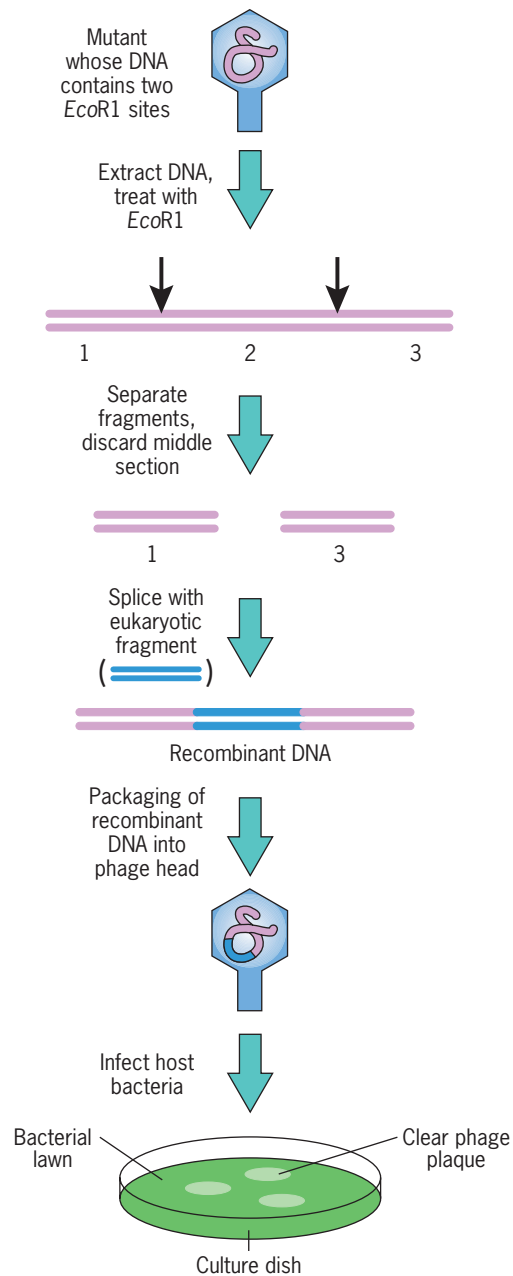 Mutant
whose DNA
contains two
EcoR1 sites
Extract DNA,
treat with
EcoR1
1
2
3
Separate
fragments,
discard middle
section
1
3
Splice with
eukaryotic
fragment
( )
Recombinant DNA
Packaging of
recombinant
DNA into
phage head
Infect host
bacteria
Bacterial
lawn
Clear phage
plaque
Culture dish